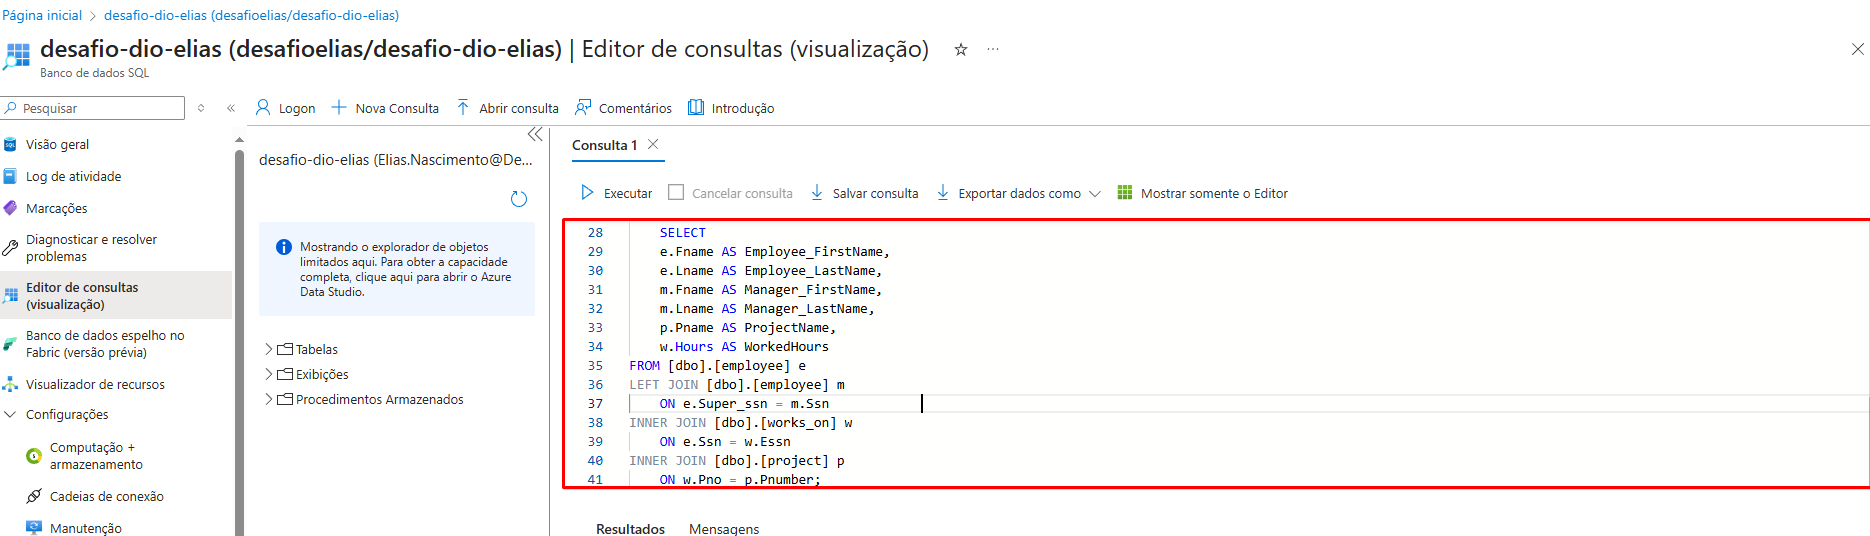 Página inicial > desafio-dio-elias (desafioelias/desafio-dio-elias)
desafio-dio-elias (desafioelias/desafio-dio-elias) | Editor de consultas (visualização)
Banco de dados SQL
Pesquisar
Visão geral
Log de atividade
Marcações
Diagnosticar e resolver
problemas
Editor de consultas
(visualização)
Banco de dados espelho no
Fabric (versão prévia)
Visualizador de recursos
Configurações
Computação +
armazenamento
Cadeias de conexão
Manutenção
Logon Nova Consulta Abrir consulta Comentários Introdução
desafio-dio-elias (Elias.Nascimento@De...
Mostrando o explorador de objetos
limitados aqui. Para obter a capacidade
completa, clique aqui para abrir o Azure
Data Studio.
Tabelas
Exibições
Procedimentos Armazenados
Consulta 1
Executar Cancelar consulta Salvar consulta Exportar dados como Mostrar somente o Editor
28 SELECT
29 e.Fname AS Employee_FirstName,
30 e.Lname AS Employee_LastName,
31 m.Fname AS Manager_FirstName,
32 m.Lname AS Manager_LastName,
33 p.Pname AS ProjectName,
34 w.Hours AS WorkedHours
35 FROM [dbo].[employee] e
36 LEFT JOIN [dbo].[employee] m
37 ON e.Super_ssn = m.Ssn
38 INNER JOIN [dbo].[works_on] w
39 ON e.Ssn = w.Essn
40 INNER JOIN [dbo].[project] p
41 ON w.Pno = p.Pnumber;
Resultados Mensagens